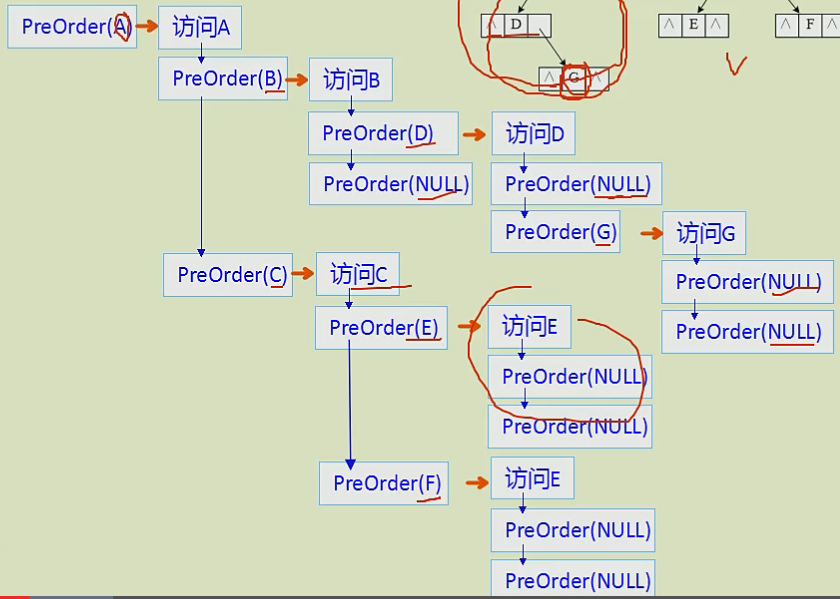 PreOrder(A) 访问A ∧ D ∧ E ∧ ∧ F ∧
PreOrder(B) 访问B ∧ G ∧
PreOrder(D) 访问D
PreOrder(NULL) PreOrder(NULL)
PreOrder(G) 访问G
PreOrder(C) 访问C PreOrder(NULL)
PreOrder(E) 访问E PreOrder(NULL)
PreOrder(NULL)
PreOrder(NULL)
PreOrder(F) 访问E
PreOrder(NULL)
PreOrder(NULL)